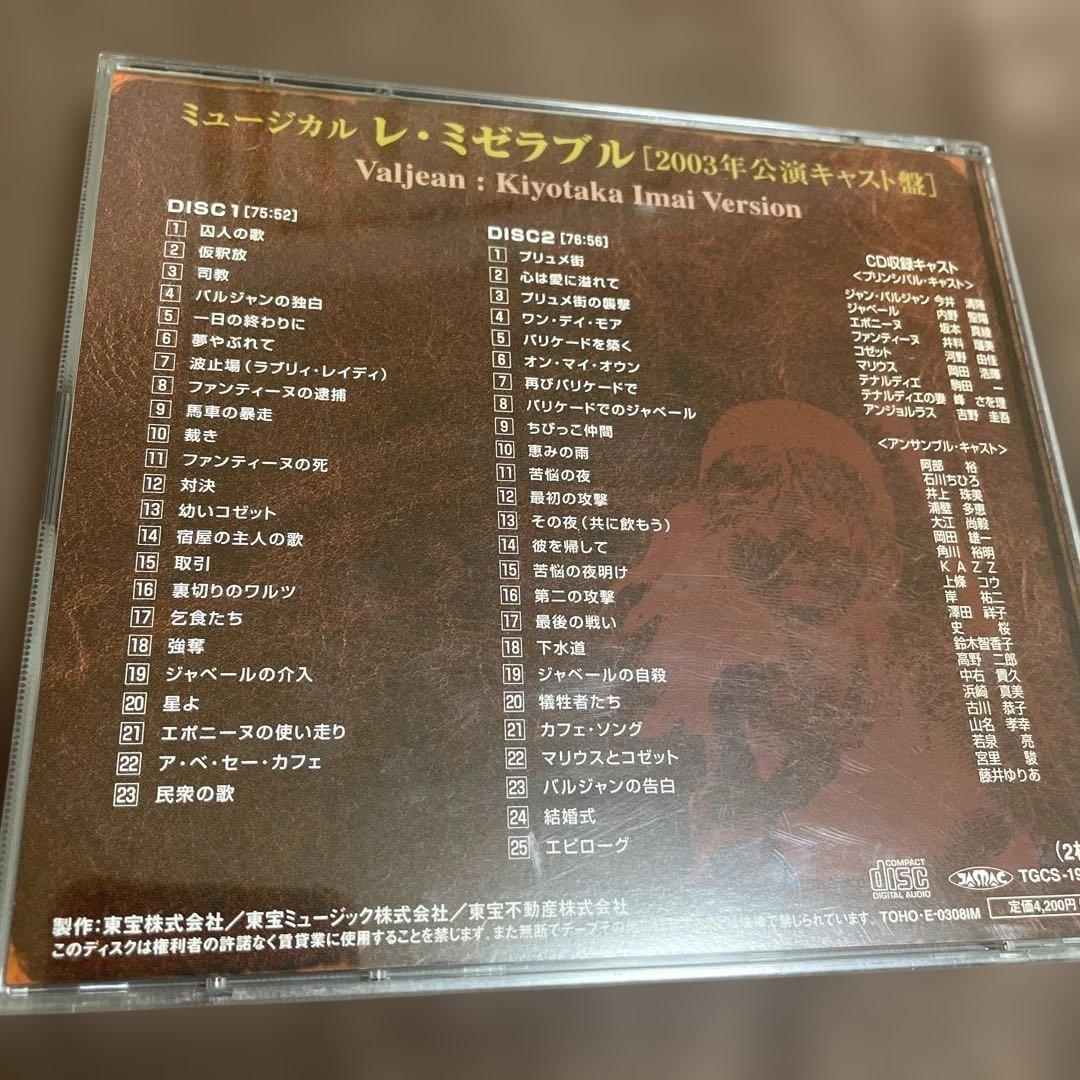 ミュージカル レ・ミゼラブル [2003年公演キャスト盤]
Valjean : Kiyotaka Imai Version
DISC1 [75:52]
1 囚人の歌
2 仮釈放
3 司教
4 バルジャンの独白
5 一日の終わりに
6 夢やぶれて
7 波止場(ラブリィ・レイディ)
8 ファンティーヌの逮捕
9 馬車の暴走
10 裁き
11 ファンティーヌの死
12 対決
13 幼いコゼット
14 宿屋の主人の歌
15 取引
16 裏切りのワルツ
17 乞食たち
18 強奪
19 ジャベールの介入
20 星よ
21 エポニーヌの使い走り
22 ア・ベ・セー・カフェ
23 民衆の歌
DISC2 [76:56]
1 プリュメ街
2 心は愛に溢れて
3 プリュメ街の襲撃
4 ワン・デイ・モア
5 バリケードを築く
6 オン・マイ・オウン
7 再びバリケードで
8 バリケードでのジャベール
9 ちびっこ仲間
10 恵みの雨
11 苦悩の夜
12 最初の攻撃
13 その夜(共に飲もう)
14 彼を帰して
15 苦悩の夜明け
16 第二の攻撃
17 最後の戦い
18 下水道
19 ジャベールの自殺
20 犠牲者たち
21 カフェ・ソング
22 マリウスとコゼット
23 バルジャンの告白
24 結婚式
25 エピローグ
CD収録キャスト
<プリンシパル・キャスト>
ジャン・バルジャン 今井 清隆
ジャベール 内野 聖陽
エポニーヌ 坂本 真綾
ファンティーヌ 井料 瑠美
コゼット 河野 由佳
マリウス 岡田 浩暉
テナルディエ 駒田 一
テナルディエの妻 峰 さを理
アンジョルラス 吉野 圭吾
<アンサンブル・キャスト>
阿部 裕
石川ちひろ
井上 珠美
浦壁 多恵
大江 尚毅
岡田 雄一
角川 裕明
KAZZ
上條 コウ
岸 祐二
澤田 祥子
史 桜
鈴木智香子
高野 二郎
中右 貴久
浜崎 真美
古川 恭子
山名 孝幸
若泉 亮
宮里 駿
藤井ゆりあ
(2枚
COMPACT disc DIGITAL AUDIO
JASRAC
TGCS-19
製作:東宝株式会社/東宝ミュージック株式会社/東宝不動産株式会社
定価4,200円
このディスクは権利者の許諾なく賃貸業に使用することを禁じます。また無断でテープその他 法律で禁じられています。 TOHO・E-0308IM